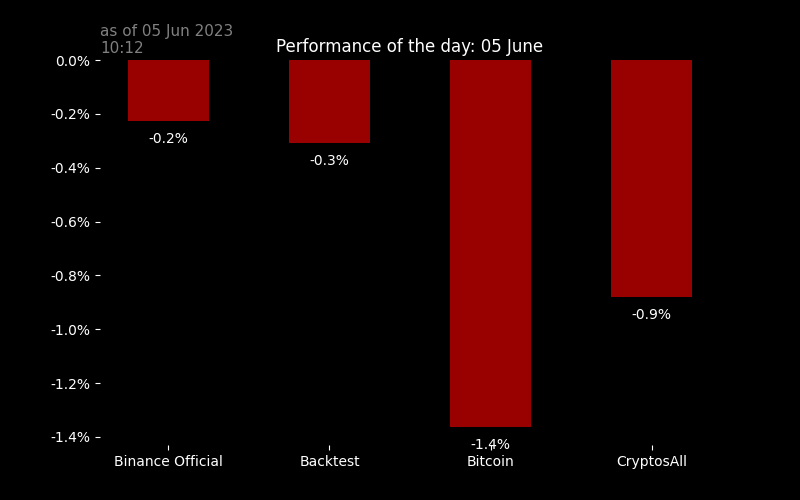 as of 05 Jun 2023
10:12
Performance of the day: 05 June
0.0%
-0.2%
-0.4%
-0.6%
-0.8%
-1.0%
-1.2%
-1.4%
-0.2%
-0.3%
-1.4%
-0.9%
Binance Official
Backtest
Bitcoin
CryptosAll